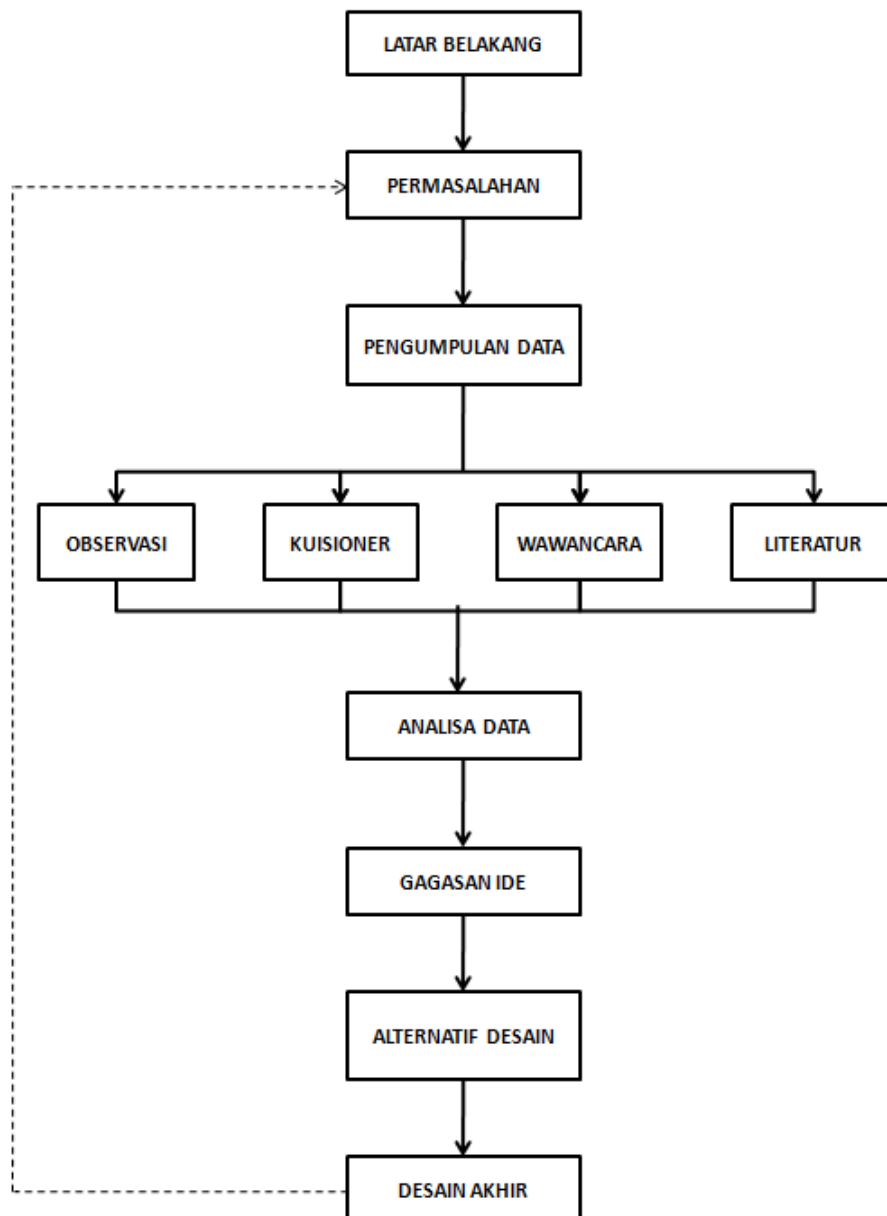 LATAR BELAKANG
PERMASALAHAN
PENGUMPULAN DATA
OBSERVASI
KUISIONER
WAWANCARA
LITERATUR
ANALISA DATA
GAGASAN IDE
ALTERNATIF DESAIN
DESAIN AKHIR